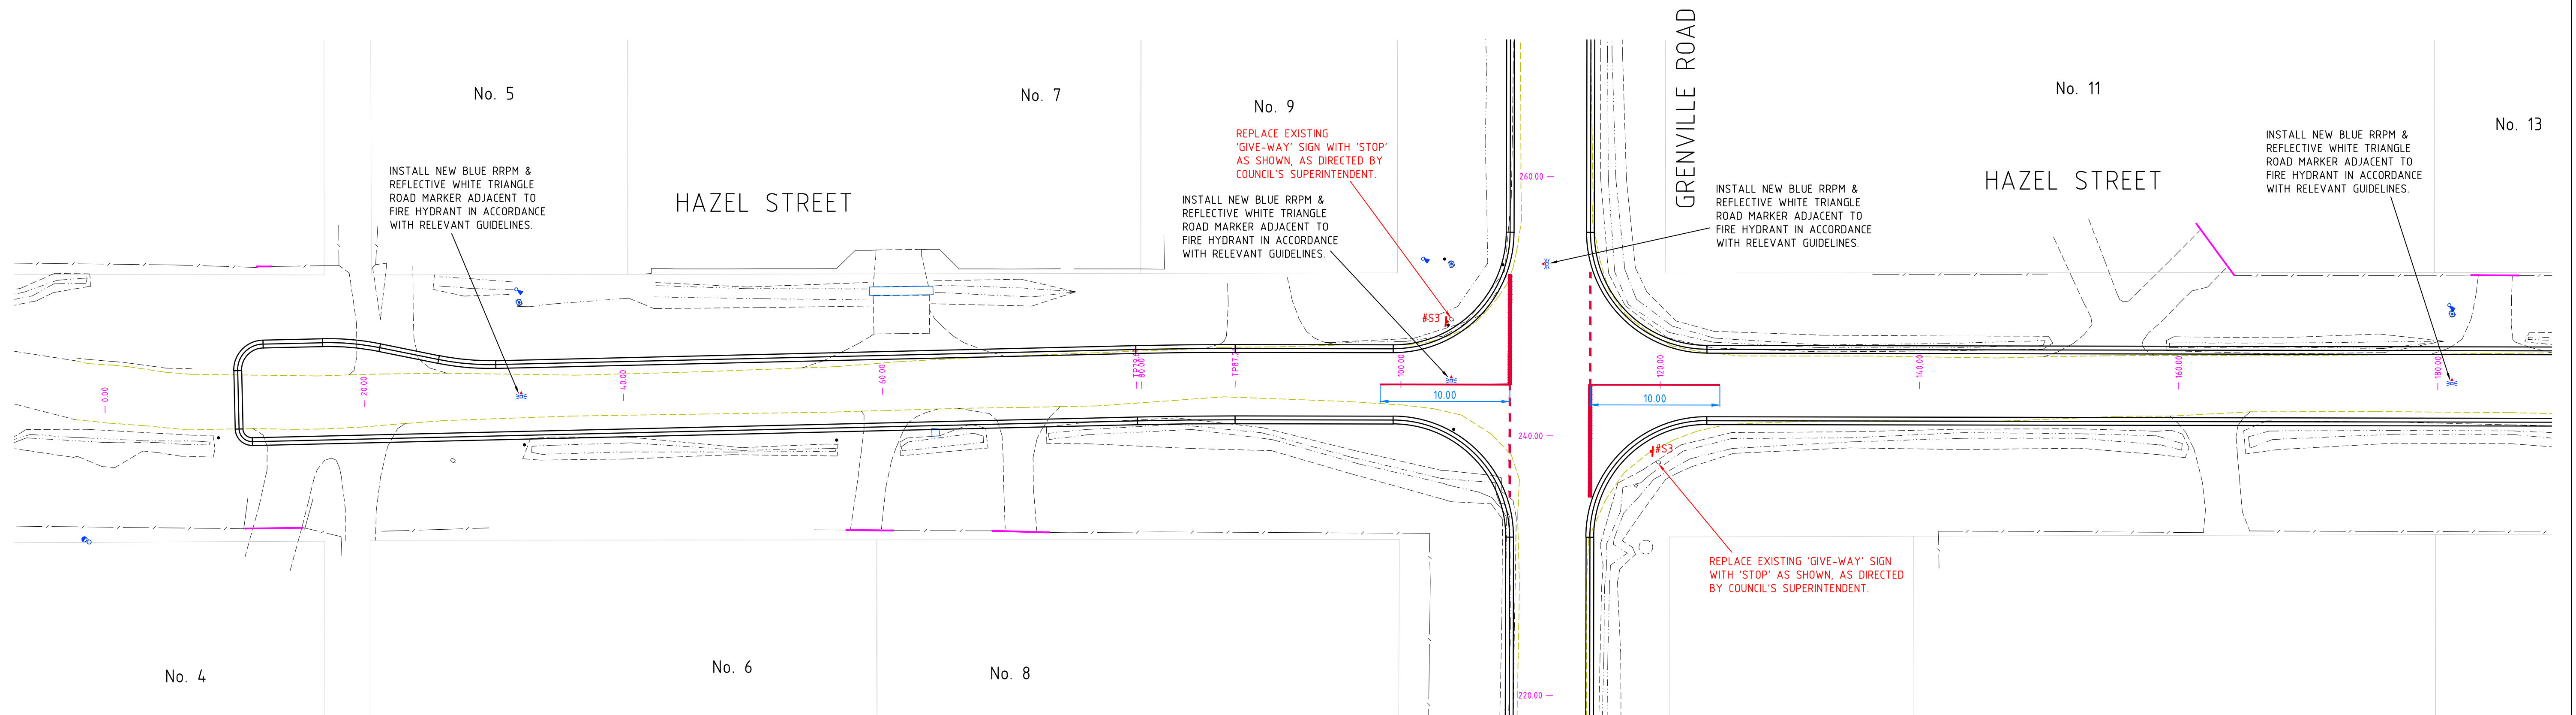 GRENVILLE ROAD
No. 5
No. 7
No. 9
No. 11
No. 13
REPLACE EXISTING
'GIVE-WAY' SIGN WITH 'STOP'
AS SHOWN, AS DIRECTED BY
COUNCIL'S SUPERINTENDENT.
INSTALL NEW BLUE RRPM &
REFLECTIVE WHITE TRIANGLE
ROAD MARKER ADJACENT TO
FIRE HYDRANT IN ACCORDANCE
WITH RELEVANT GUIDELINES.
HAZEL STREET
INSTALL NEW BLUE RRPM &
REFLECTIVE WHITE TRIANGLE
ROAD MARKER ADJACENT TO
FIRE HYDRANT IN ACCORDANCE
WITH RELEVANT GUIDELINES.
260.00
INSTALL NEW BLUE RRPM &
REFLECTIVE WHITE TRIANGLE
ROAD MARKER ADJACENT TO
FIRE HYDRANT IN ACCORDANCE
WITH RELEVANT GUIDELINES.
HAZEL STREET
INSTALL NEW BLUE RRPM &
REFLECTIVE WHITE TRIANGLE
ROAD MARKER ADJACENT TO
FIRE HYDRANT IN ACCORDANCE
WITH RELEVANT GUIDELINES.
#S3
0.00
20.00
40.00
60.00
80.00
100.00
120.00
140.00
160.00
180.00
10.00
10.00
240.00
#S3
REPLACE EXISTING 'GIVE-WAY' SIGN
WITH 'STOP' AS SHOWN, AS DIRECTED
BY COUNCIL'S SUPERINTENDENT.
No. 4
No. 6
No. 8
220.00